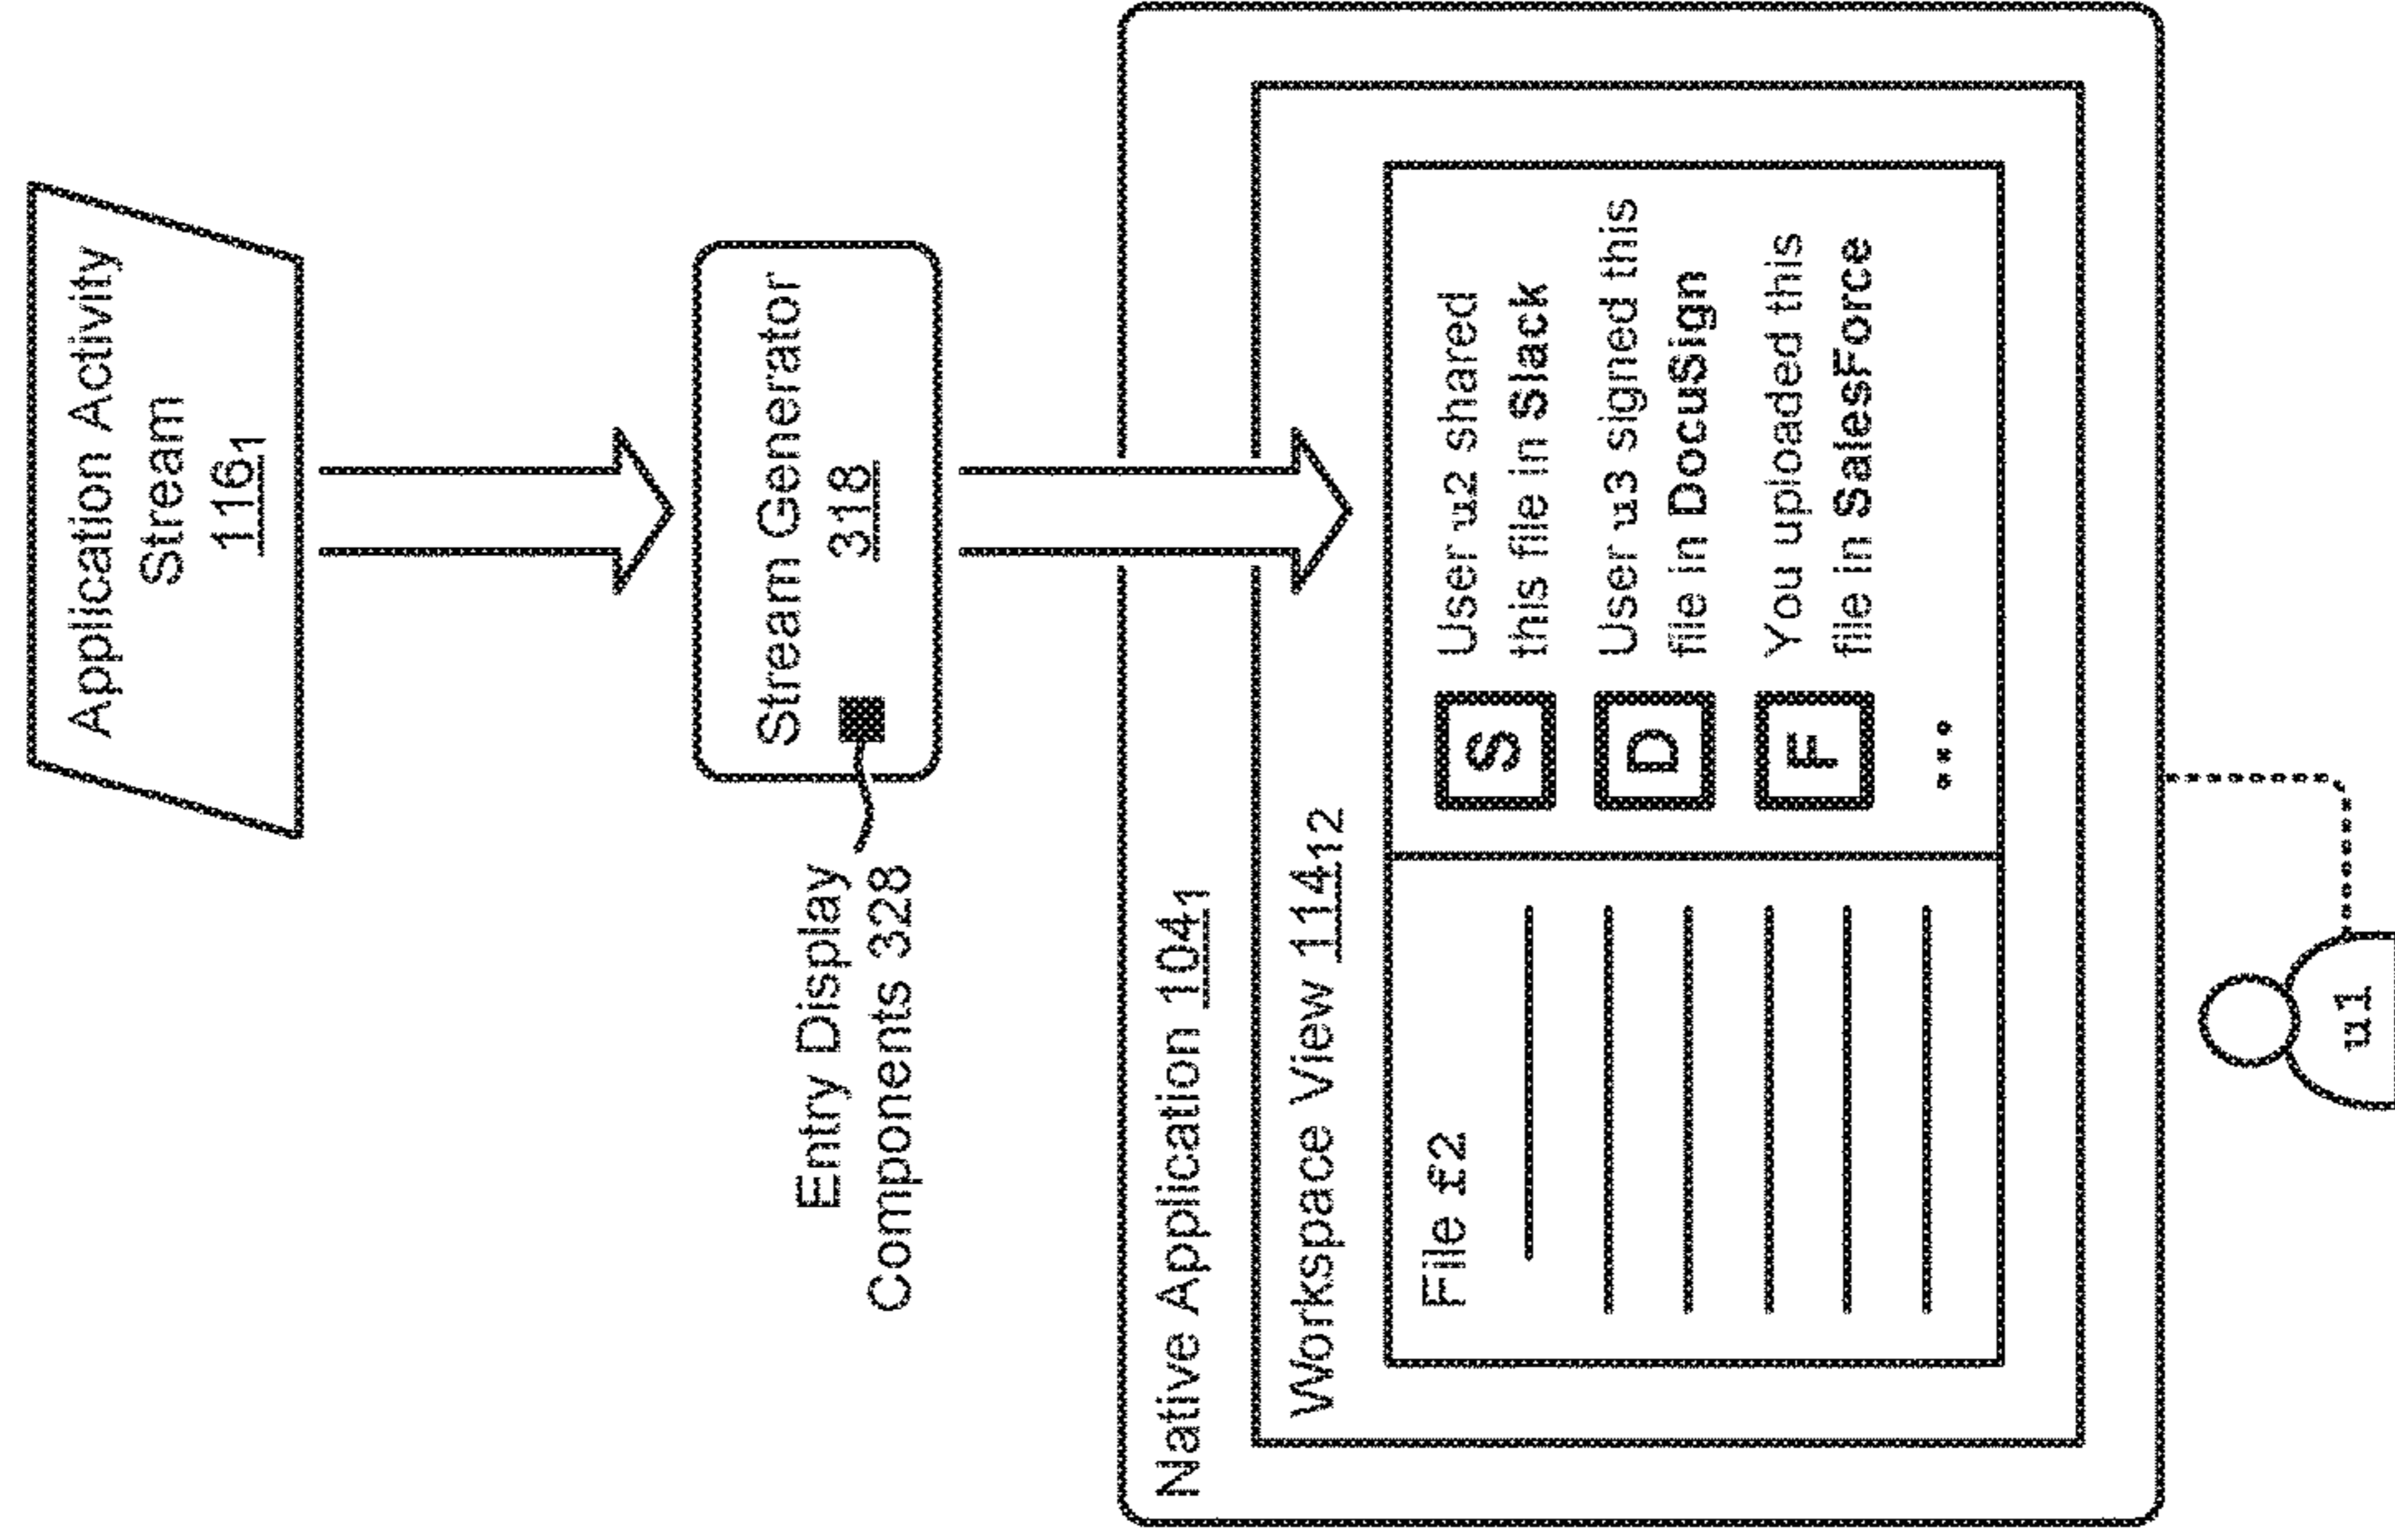 Application Activity
Stream
116₁
Stream Generator
318
Entry Display
Components 328
Native Application 104₁
Workspace View 114₁₂
File f2
S
User u2 shared
this file in Slack
D
User u3 signed this
file in DocuSign
F
You uploaded this
file in SalesForce
...
u1